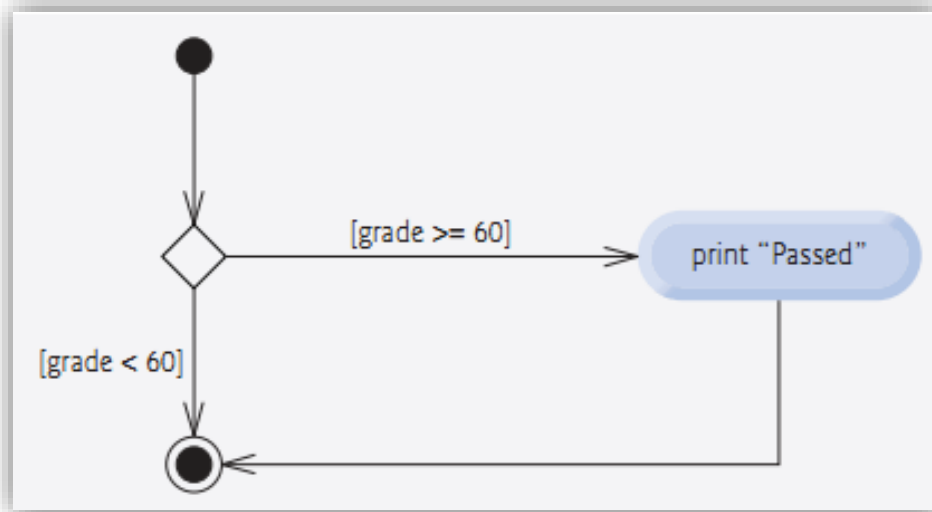 [grade >= 60]
print “Passed”
[grade < 60]